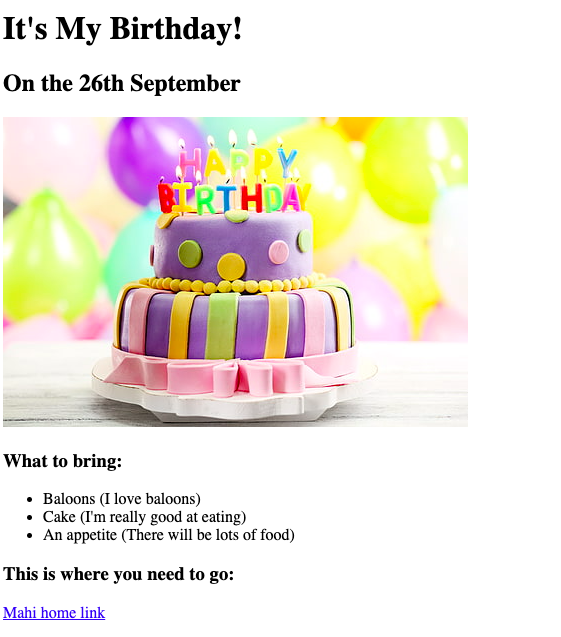 It's My Birthday!
On the 26th September
HAPPY
BIRTHDAY
What to bring:
Baloons (I love baloons)
Cake (I'm really good at eating)
An appetite (There will be lots of food)
This is where you need to go:
Mahi home link